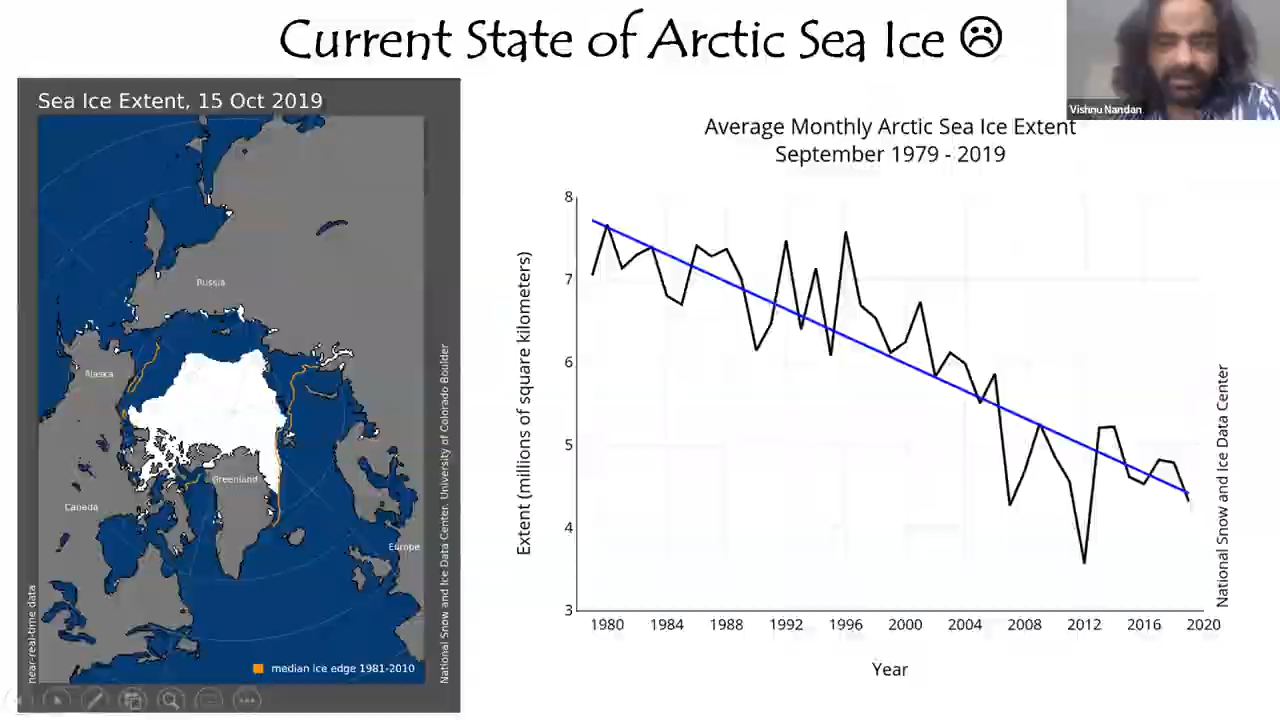 Current State of Arctic Sea Ice ☹
Vishnu Nandan
Sea Ice Extent, 15 Oct 2019
Russia
Alaska
Greenland
Canada
Europe
median ice edge 1981-2010
near-real-time data
National Snow and Ice Data Center, University of Colorado Boulder
Average Monthly Arctic Sea Ice Extent
September 1979 - 2019
Extent (millions of square kilometers)
8
7
6
5
4
3
1980 1984 1988 1992 1996 2000 2004 2008 2012 2016 2020
Year
National Snow and Ice Data Center